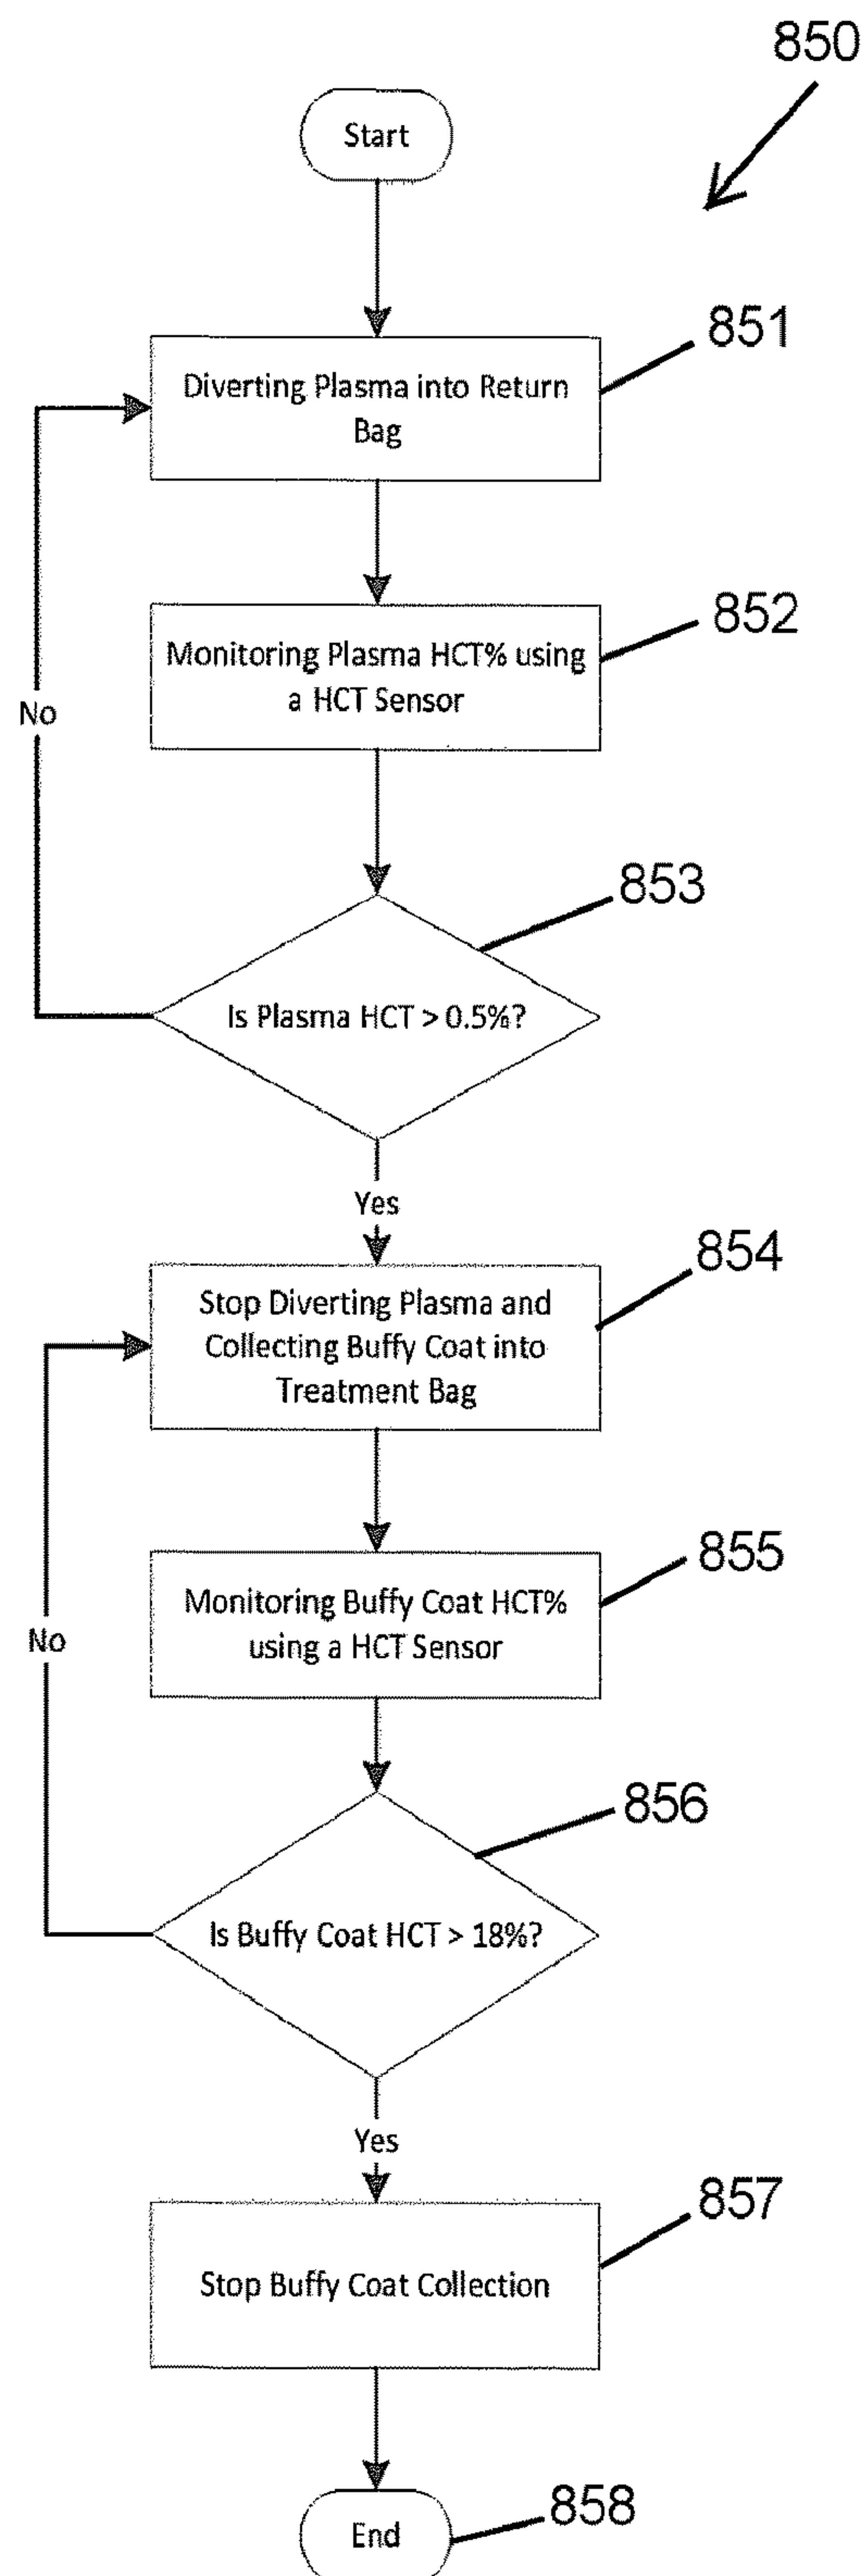 850
Start
851
Diverting Plasma into Return
Bag
852
Monitoring Plasma HCT% using
a HCT Sensor
No
853
Is Plasma HCT > 0.5%?
Yes
854
Stop Diverting Plasma and
Collecting Buffy Coat into
Treatment Bag
855
Monitoring Buffy Coat HCT%
using a HCT Sensor
No
856
Is Buffy Coat HCT > 18%?
Yes
857
Stop Buffy Coat Collection
858
End